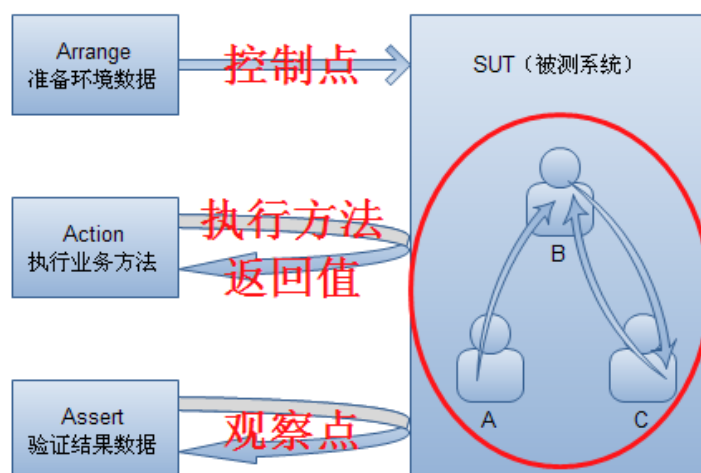 Arrange
准备环境数据
控制点
SUT（被测系统）
Action
执行业务方法
执行方法
返回值
B
A
C
Assert
验证结果数据
观察点